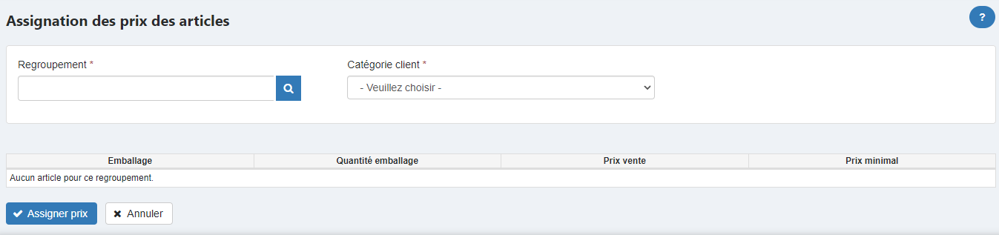 Assignation des prix des articles
?
Regroupement *
Catégorie client *
- Veuillez choisir -
Emballage Quantité emballage Prix vente Prix minimal
Aucun article pour ce regroupement.
Assigner prix Annuler